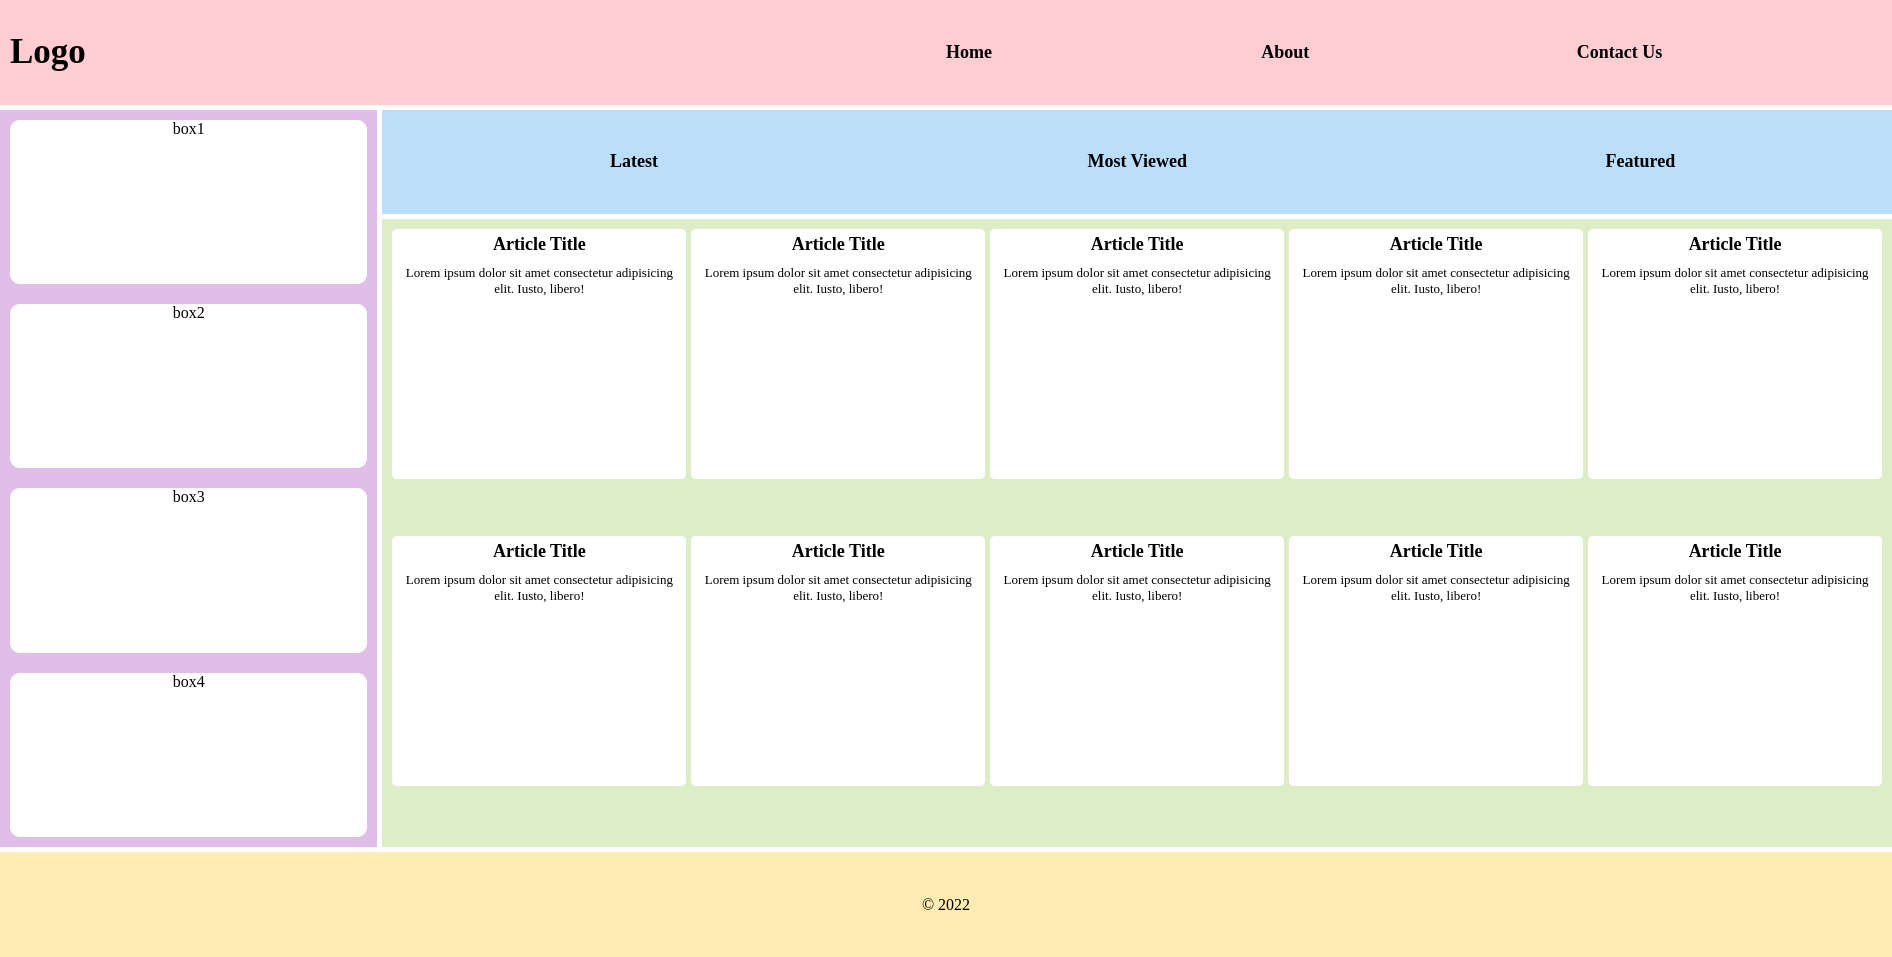 Logo
Home
About
Contact Us
box1
box2
box3
box4
Latest
Most Viewed
Featured
Article Title
Lorem ipsum dolor sit amet consectetur adipisicing
elit. Iusto, libero!
Article Title
Lorem ipsum dolor sit amet consectetur adipisicing
elit. Iusto, libero!
Article Title
Lorem ipsum dolor sit amet consectetur adipisicing
elit. Iusto, libero!
Article Title
Lorem ipsum dolor sit amet consectetur adipisicing
elit. Iusto, libero!
Article Title
Lorem ipsum dolor sit amet consectetur adipisicing
elit. Iusto, libero!
Article Title
Lorem ipsum dolor sit amet consectetur adipisicing
elit. Iusto, libero!
Article Title
Lorem ipsum dolor sit amet consectetur adipisicing
elit. Iusto, libero!
Article Title
Lorem ipsum dolor sit amet consectetur adipisicing
elit. Iusto, libero!
Article Title
Lorem ipsum dolor sit amet consectetur adipisicing
elit. Iusto, libero!
Article Title
Lorem ipsum dolor sit amet consectetur adipisicing
elit. Iusto, libero!
© 2022